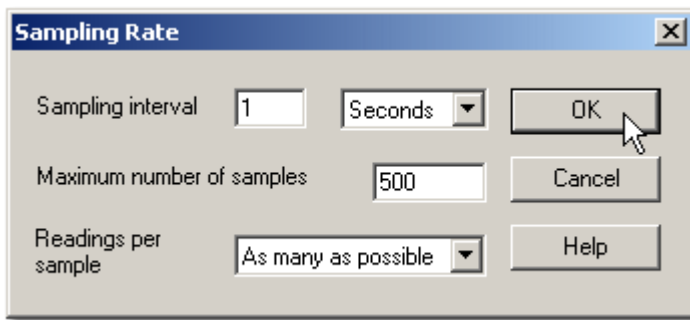 Sampling Rate
Sampling interval 1 Seconds OK
Maximum number of samples 500 Cancel
Readings per
sample As many as possible Help